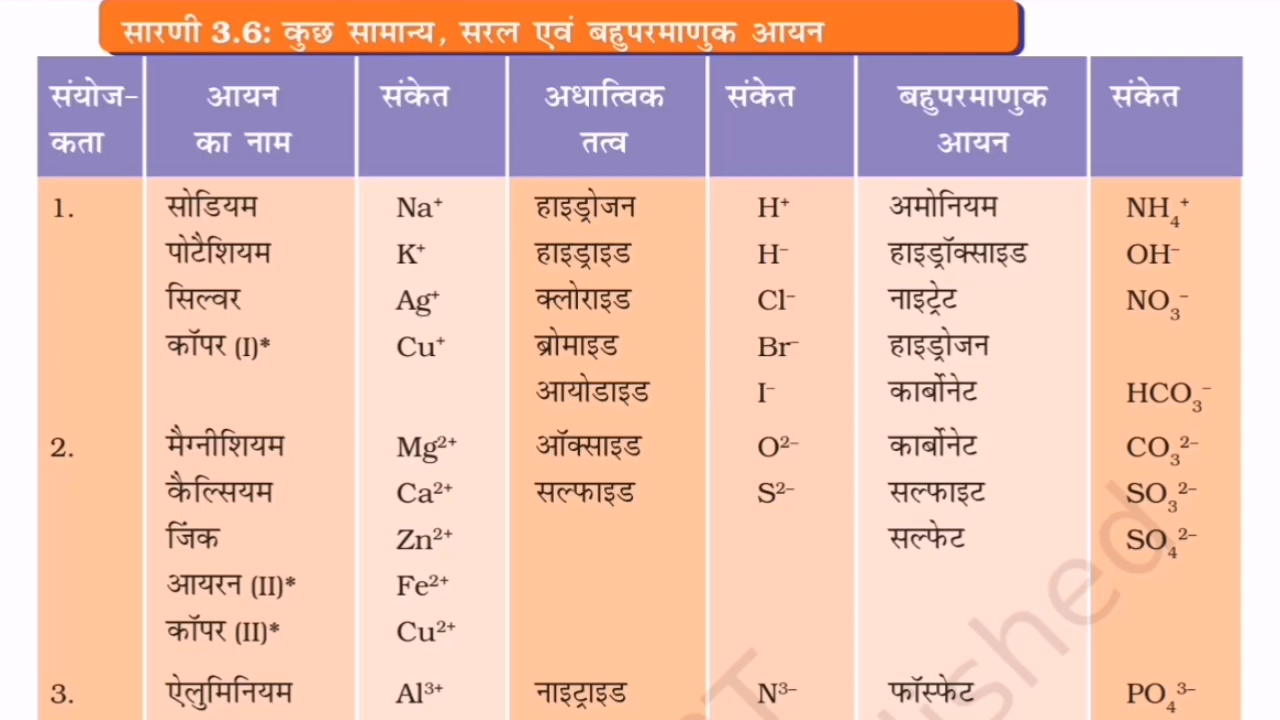 सारणी 3.6: कुछ सामान्य, सरल एवं बहुपरमाणुक आयन
संयोज- आयन संकेत अधात्विक संकेत बहुपरमाणुक संकेत
कता का नाम तत्व आयन
1. सोडियम Na⁺ हाइड्रोजन H⁺ अमोनियम NH₄⁺
पोटैशियम K⁺ हाइड्राइड H⁻ हाइड्रॉक्साइड OH⁻
सिल्वर Ag⁺ क्लोराइड Cl⁻ नाइट्रेट NO₃⁻
कॉपर (I)* Cu⁺ ब्रोमाइड Br⁻ हाइड्रोजन
आयोडाइड I⁻ कार्बोनेट HCO₃⁻
2. मैग्नीशियम Mg²⁺ ऑक्साइड O²⁻ कार्बोनेट CO₃²⁻
कैल्सियम Ca²⁺ सल्फाइड S²⁻ सल्फाइट SO₃²⁻
जिंक Zn²⁺ सल्फेट SO₄²⁻
आयरन (II)* Fe²⁺
कॉपर (II)* Cu²⁺
3. ऐलुमिनियम Al³⁺ नाइट्राइड N³⁻ फॉस्फेट PO₄³⁻